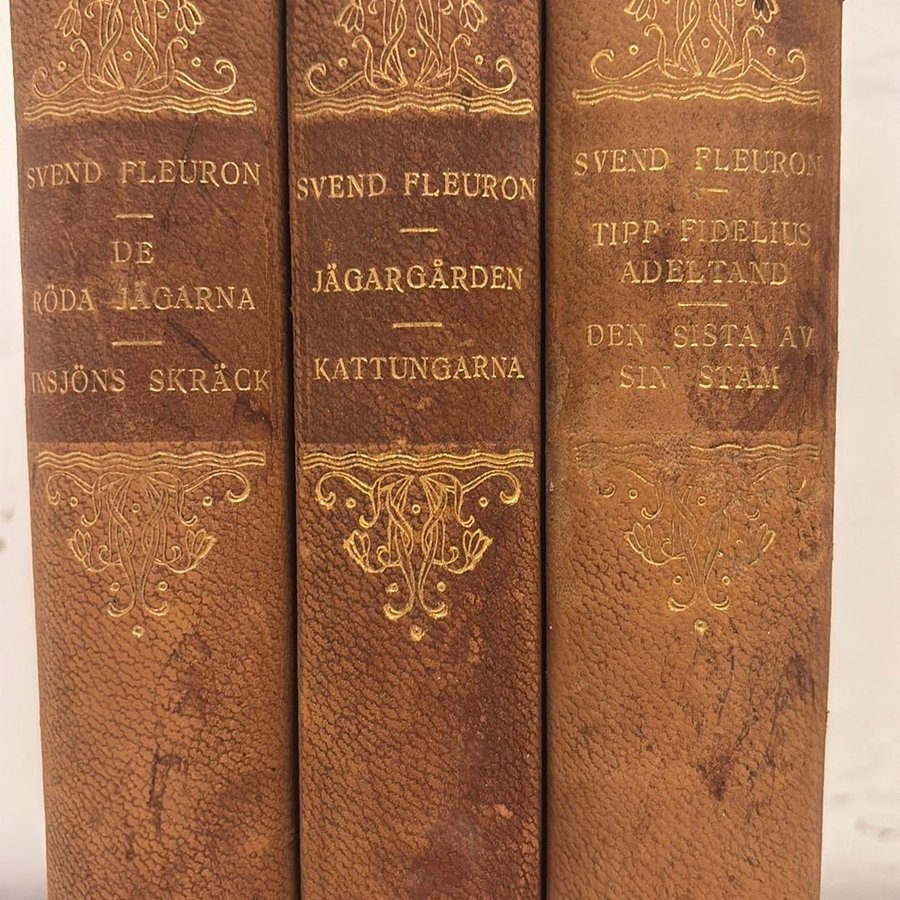 SVEND FLEURON
DE
RÖDA JÄGARNA
INSJÖNS SKRÄCK
SVEND FLEURON
JÄGARGÅRDEN
KATTUNGARNA
SVEND FLEURON
TIPP FIDELIUS
ADELTAND
DEN SISTA AV
SIN STAM